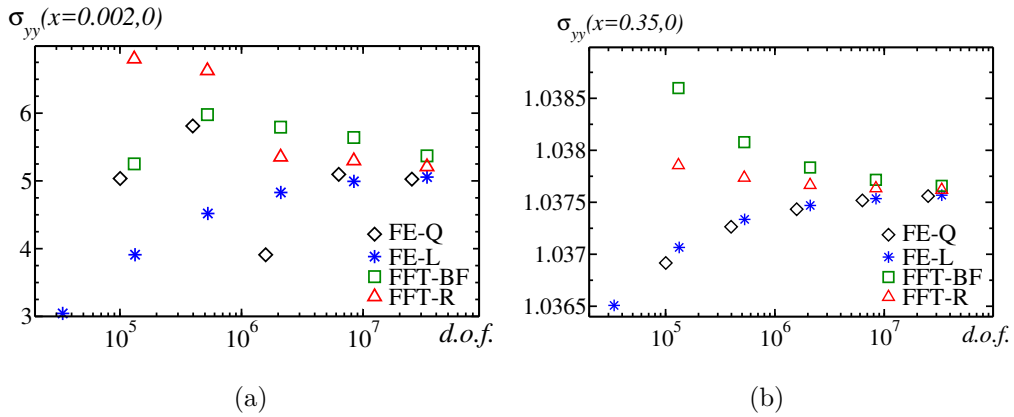 σyy(x=0.002,0)
6
5
4
3
10^5
10^6
10^7
d.o.f.
FE-Q
FE-L
FFT-BF
FFT-R
(a)
σyy(x=0.35,0)
1.0385
1.038
1.0375
1.037
1.0365
10^5
10^6
10^7
d.o.f.
FE-Q
FE-L
FFT-BF
FFT-R
(b)